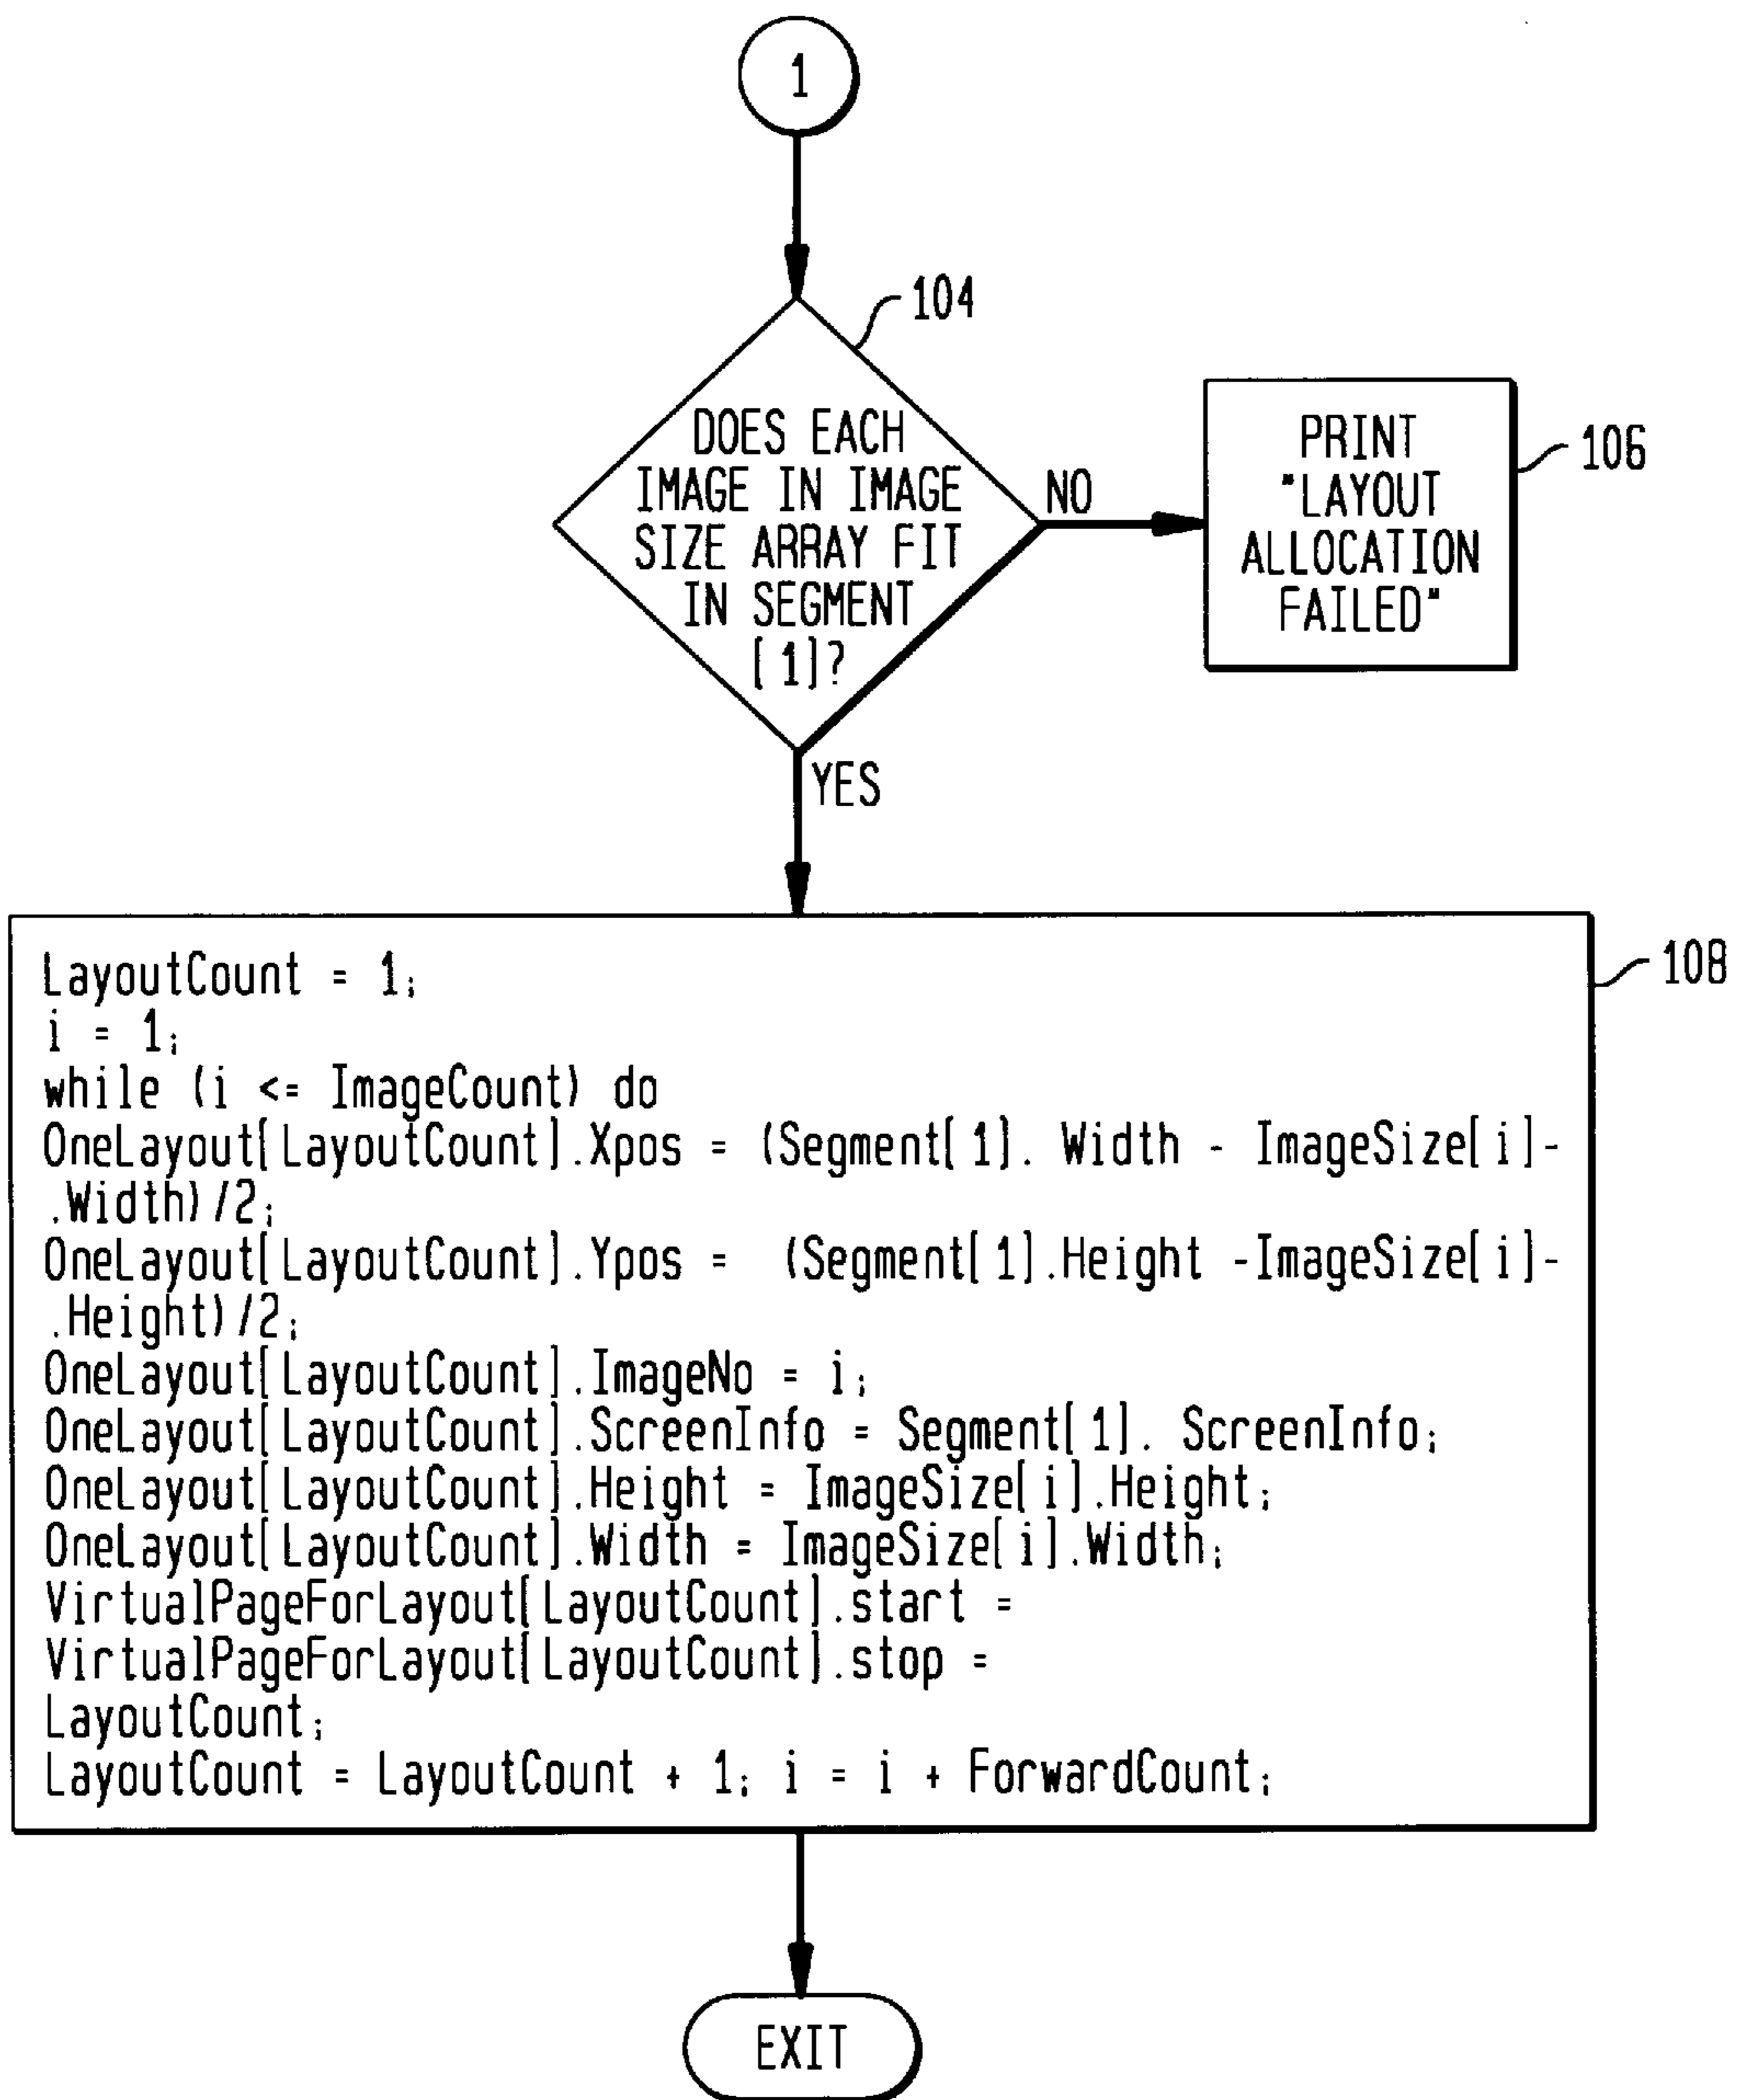 1
104
DOES EACH
IMAGE IN IMAGE
SIZE ARRAY FIT
IN SEGMENT
[1]?
NO
PRINT
"LAYOUT
ALLOCATION
FAILED"
106
YES
108
LayoutCount = 1;
i = 1;
while (i <= ImageCount) do
OneLayout[LayoutCount].Xpos = (Segment[1]. Width - ImageSize[i]-
.Width)/2;
OneLayout[LayoutCount].Ypos = (Segment[1].Height -ImageSize[i]-
.Height)/2;
OneLayout[LayoutCount].ImageNo = i;
OneLayout[LayoutCount].ScreenInfo = Segment[1]. ScreenInfo;
OneLayout[LayoutCount].Height = ImageSize[i].Height;
OneLayout[LayoutCount].Width = ImageSize[i].Width;
VirtualPageForLayout[LayoutCount].start =
VirtualPageForLayout[LayoutCount].stop =
LayoutCount;
LayoutCount = LayoutCount + 1; i = i + ForwardCount;
EXIT